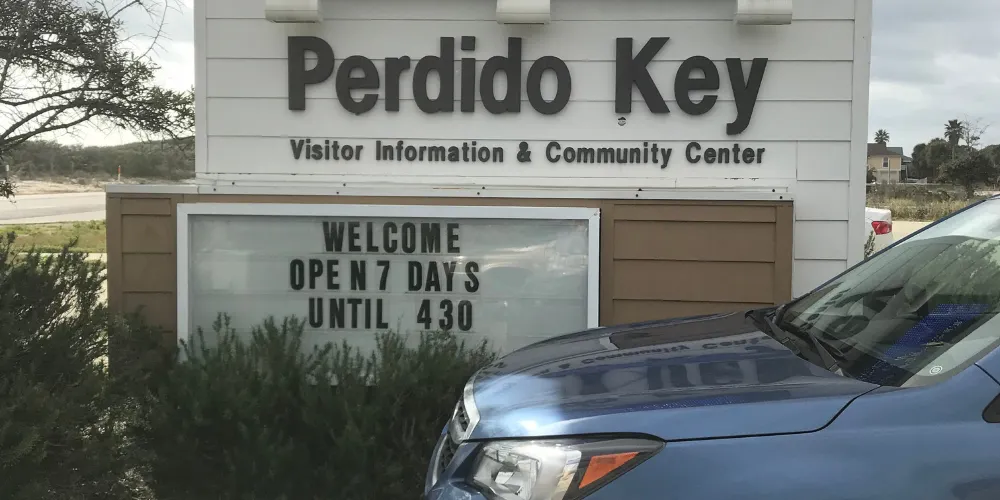 Perdido Key
Visitor Information & Community Center
WELCOME
OPEN 7 DAYS
UNTIL 430